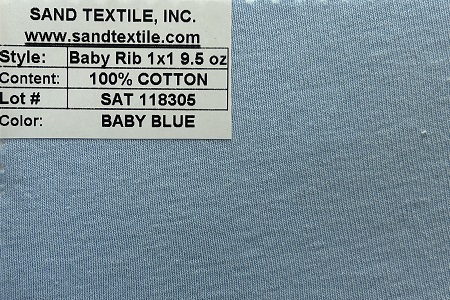 SAND TEXTILE, INC.
www.sandtextile.com
Style: Baby Rib 1x1 9.5 oz
Content: 100% COTTON
Lot # SAT 118305
Color: BABY BLUE